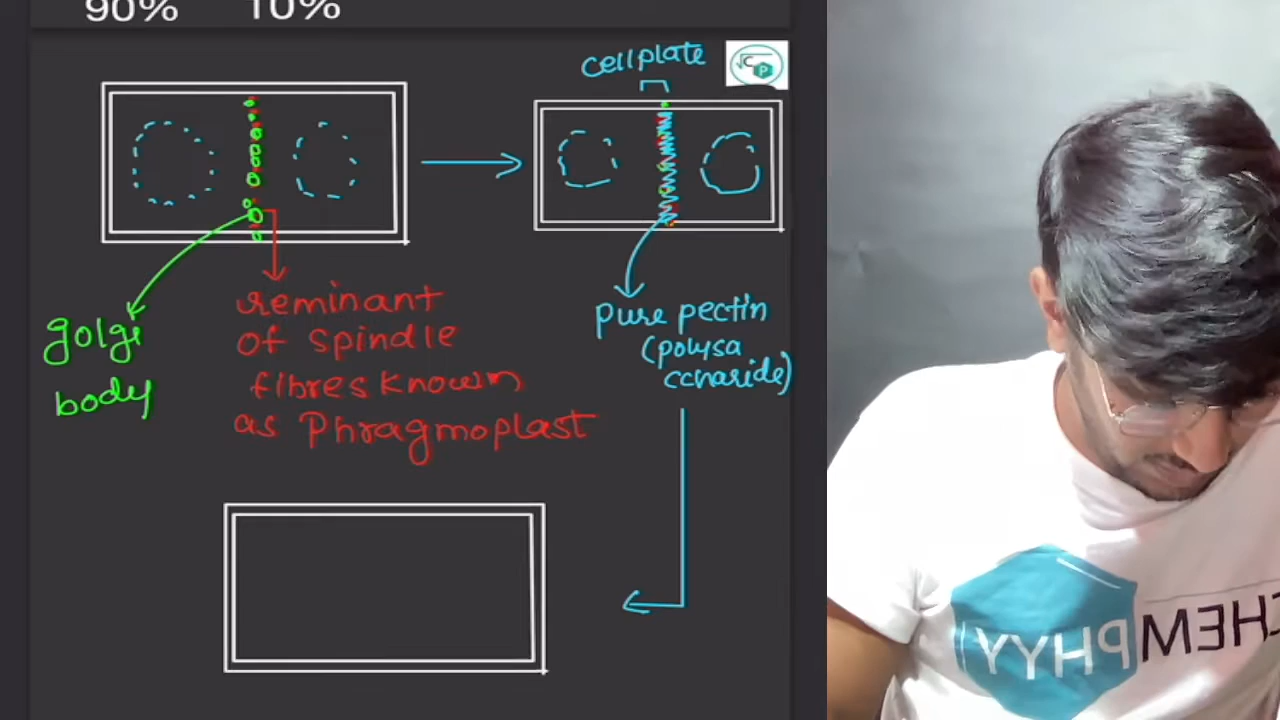 90% 10%
cellplate
C P
golgi
body
reminant
of spindle
fibres known
as Phragmoplast
pure pectin
(polysa
ccharide)
CHEMPHYY